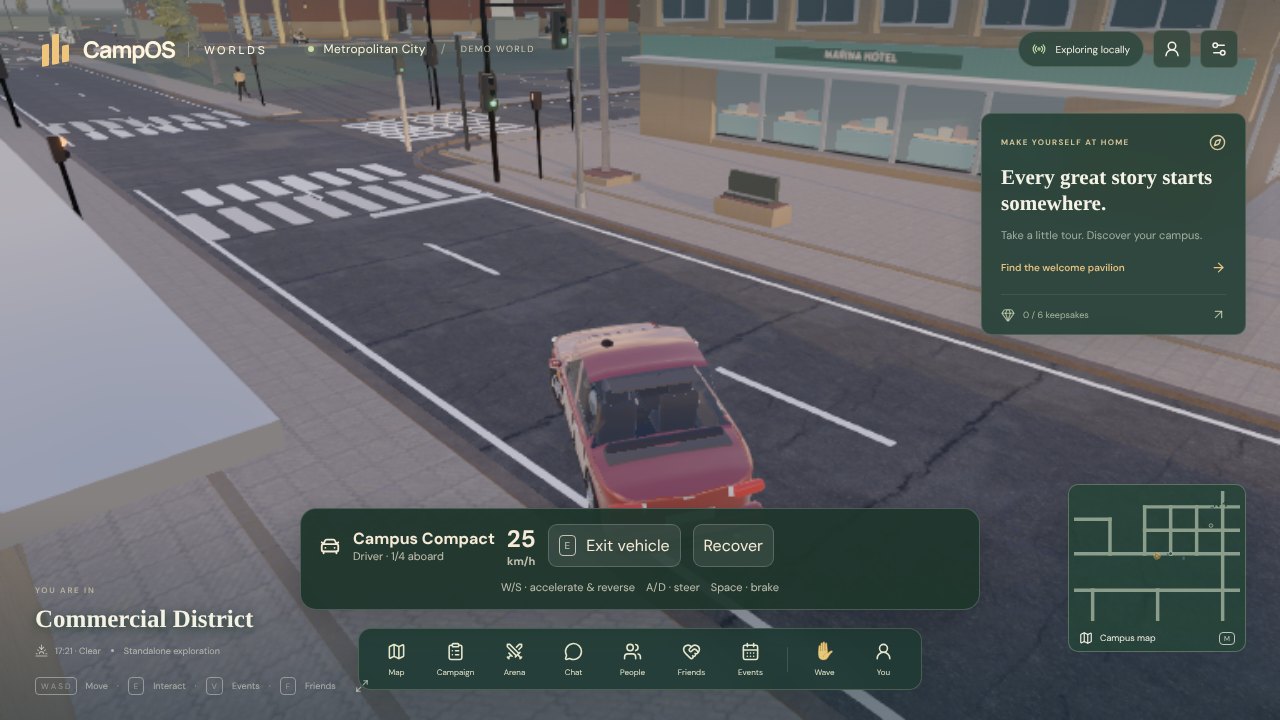 CampOS
WORLDS
Metropolitan City / DEMO WORLD
Exploring locally
MARINA HOTEL
MAKE YOURSELF AT HOME
Every great story starts
somewhere.
Take a little tour. Discover your campus.
Find the welcome pavilion
0 / 6 keepsakes
Campus Compact
Driver · 1/4 aboard
25
km/h
E Exit vehicle
Recover
W/S · accelerate & reverse A/D · steer Space · brake
YOU ARE IN
Commercial District
17:21 · Clear • Standalone exploration
WASD Move · E Interact · V Events · F Friends
Map
Campaign
Arena
Chat
People
Friends
Events
Wave
You
Campus map M